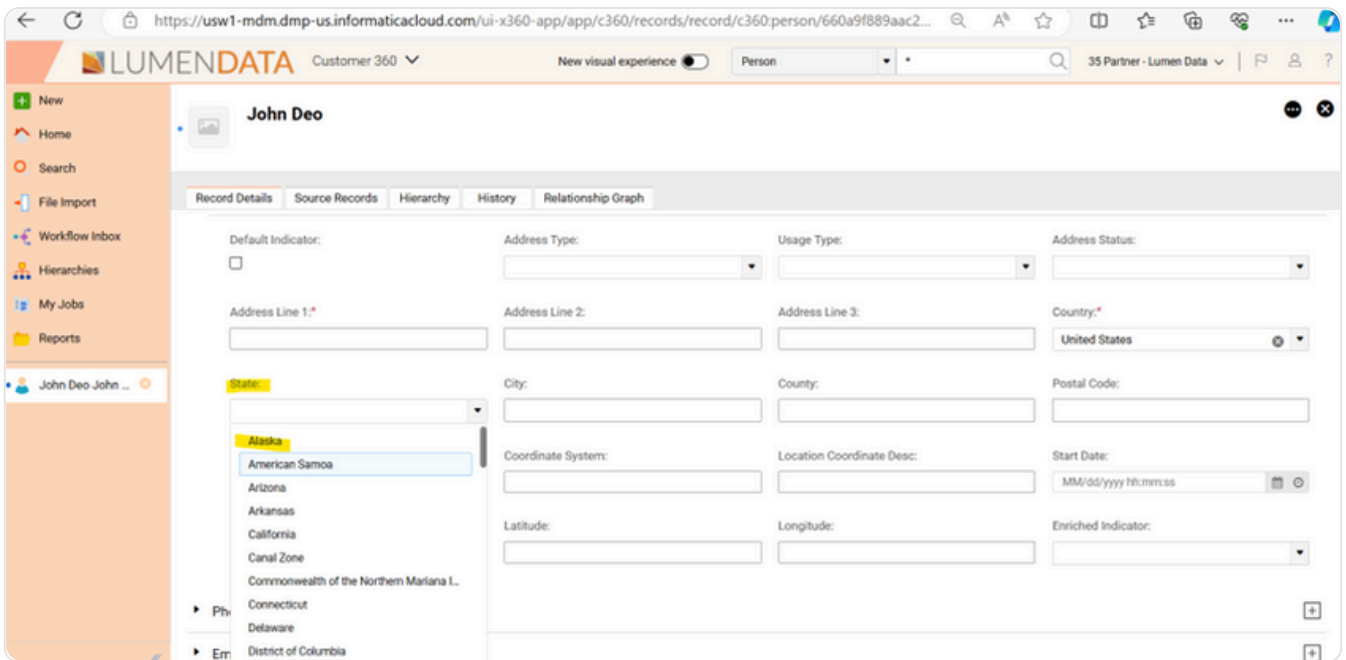 https://usw1-mdm.dmp-us.informaticacloud.com/ui-x360-app/app/c360/records/record/c360:person/660a9f889aac2...
LUMENDATA Customer 360 New visual experience Person * 35 Partner - Lumen Data ?
New
Home
Search
File Import
Workflow Inbox
Hierarchies
My Jobs
Reports
John Deo John ...
John Deo
Record Details Source Records Hierarchy History Relationship Graph
Default Indicator: Address Type: Usage Type: Address Status:
Address Line 1:* Address Line 2: Address Line 3: Country:*
United States
State: City: County: Postal Code:
Alaska
American Samoa
Arizona
Arkansas
California
Canal Zone
Commonwealth of the Northern Mariana I...
Connecticut
Delaware
District of Columbia
Coordinate System: Location Coordinate Desc: Start Date:
MM/dd/yyyy hh:mm:ss
Latitude: Longitude: Enriched Indicator:
Ph
Em